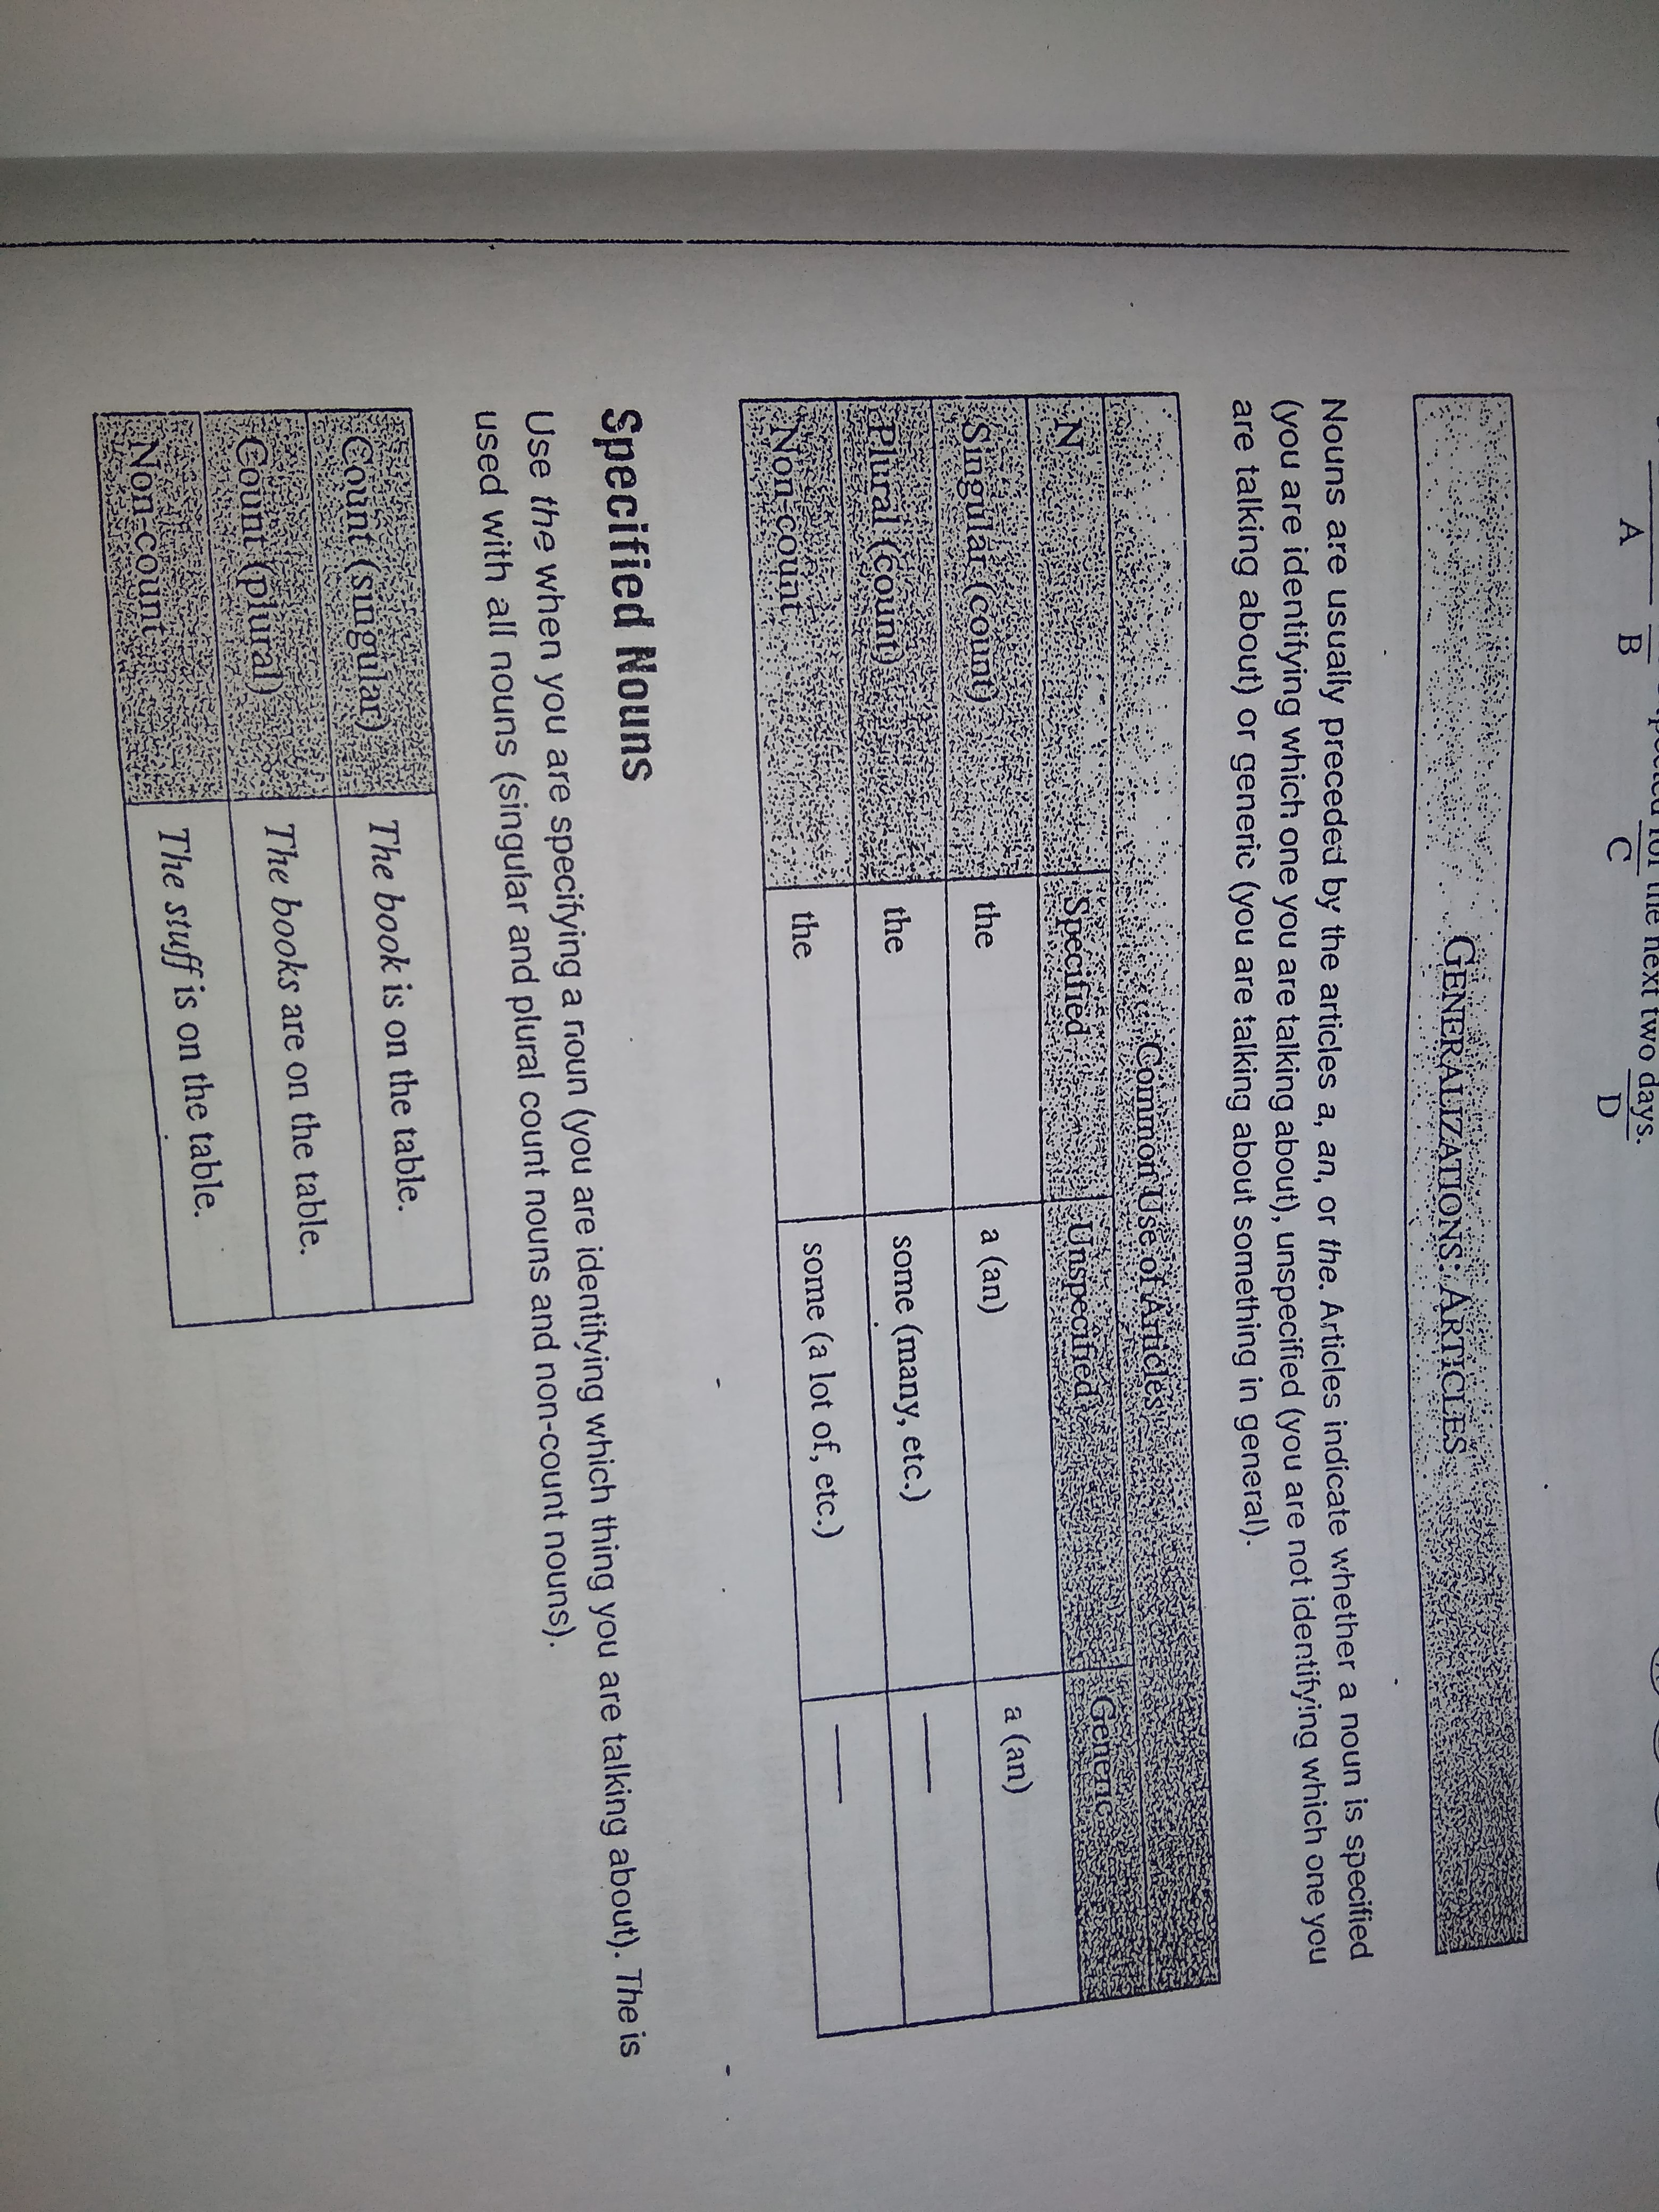 for the next two days.
A B C D
GENERALIZATIONS: ARTICLES
Nouns are usually preceded by the articles a, an, or the. Articles indicate whether a noun is specified
(you are identifying which one you are talking about), unspecified (you are not identifying which one you
are talking about) or generic (you are talking about something in general).
Common Use of Articles
N Specified Unspecified Generic
Singular (count) the a (an) a (an)
Plural (count) the some (many, etc.) ——
Non-count the some (a lot of, etc.) ——
Specified Nouns
Use the when you are specifying a noun (you are identifying which thing you are talking about). The is
used with all nouns (singular and plural count nouns and non-count nouns).
Count (singular) The book is on the table.
Count (plural) The books are on the table.
Non-count The stuff is on the table.